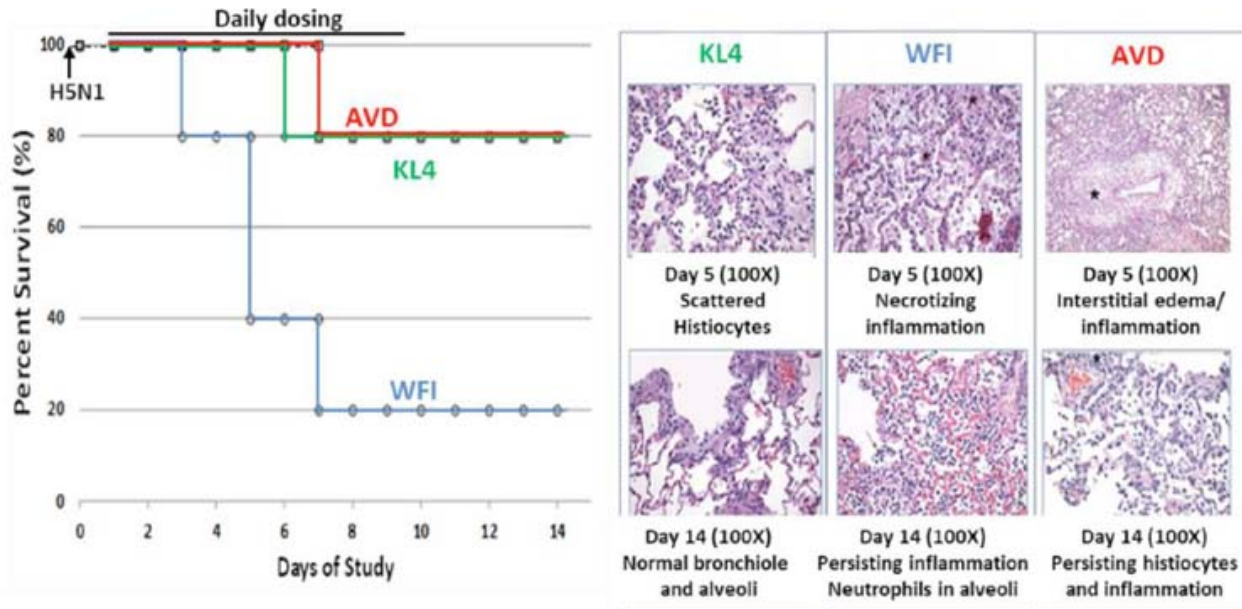 Daily dosing
100
H5N1
80
60
40
20
0
Percent Survival (%)
AVD
KL4
WFI
0 2 4 6 8 10 12 14
Days of Study
KL4
WFI
AVD
Day 5 (100X)
Scattered
Histiocytes
Day 5 (100X)
Necrotizing
inflammation
Day 5 (100X)
Interstitial edema/
inflammation
Day 14 (100X)
Normal bronchiole
and alveoli
Day 14 (100X)
Persisting inflammation
Neutrophils in alveoli
Day 14 (100X)
Persisting histiocytes
and inflammation